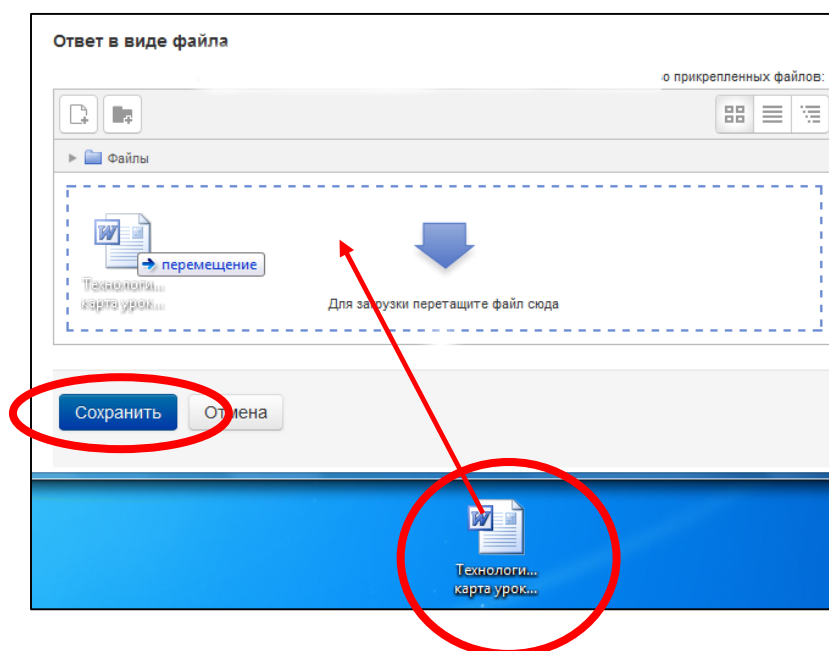 Ответ в виде файла
о прикрепленных файлов:
Файлы
перемещение
Технологи...
карта урок...
Для загрузки перетащите файл сюда
Сохранить
Отмена
Технологи...
карта урок...